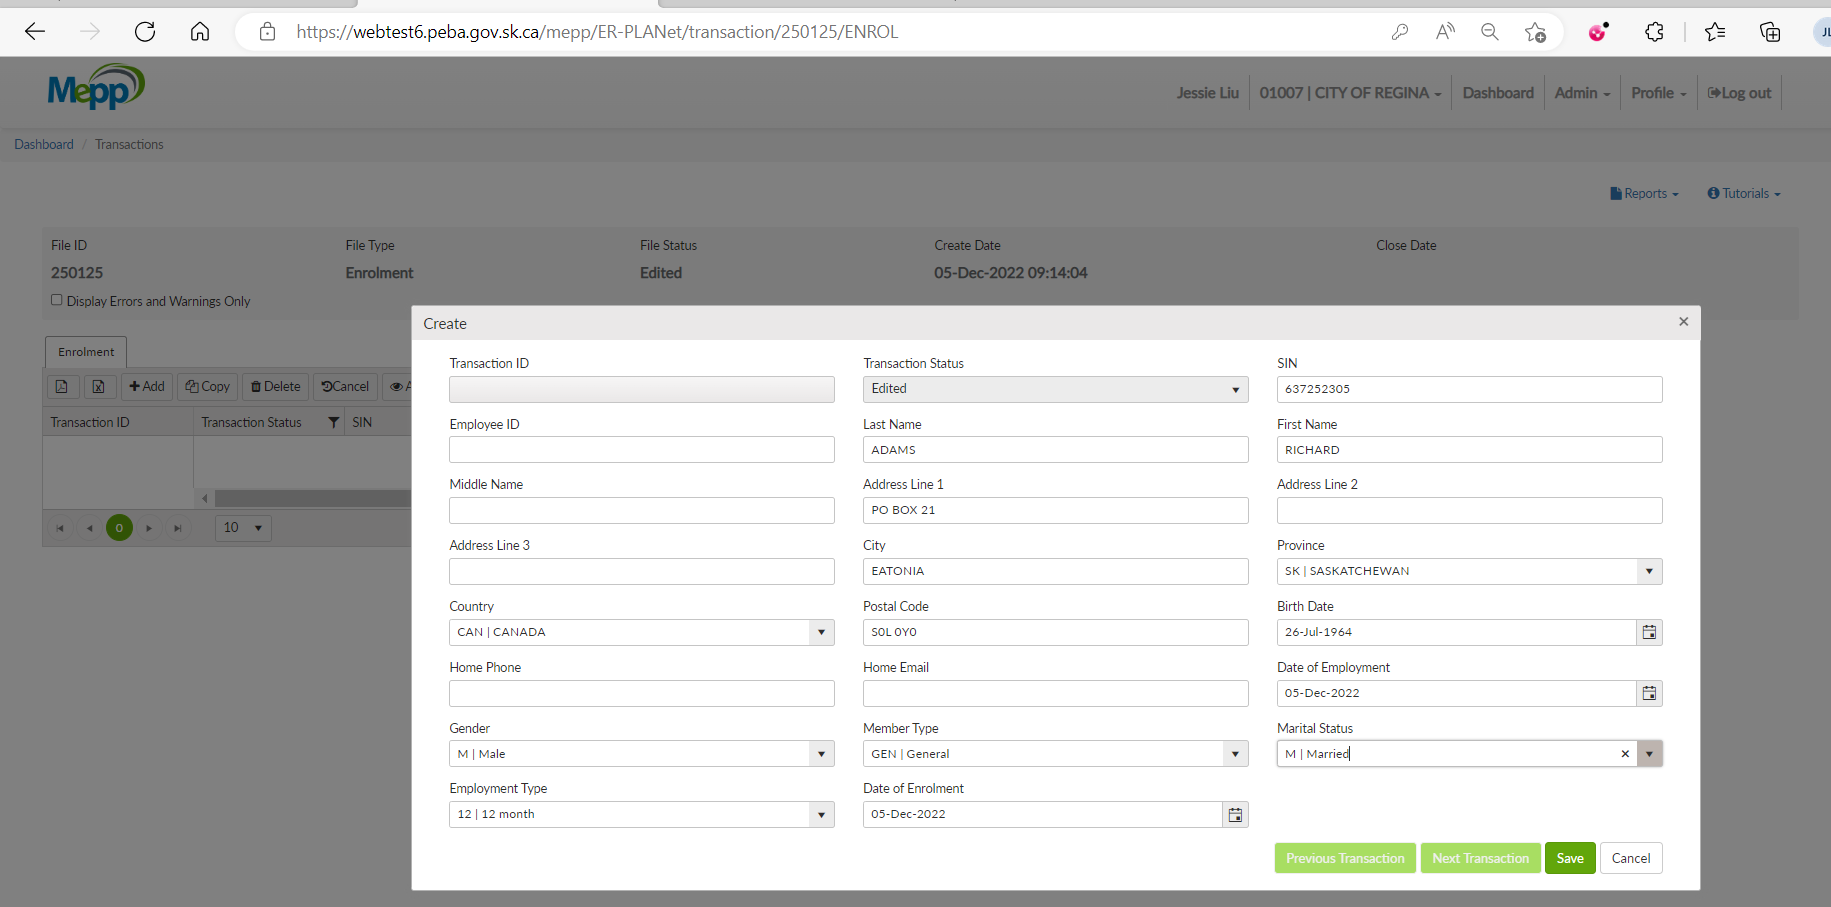 https://webtest6.peba.gov.sk.ca/mepp/ER-PLANet/transaction/250125/ENROL
JL
Mepp
Jessie Liu 01007 | CITY OF REGINA Dashboard Admin Profile Log out
Dashboard / Transactions
Reports Tutorials
File ID File Type File Status Create Date Close Date
250125 Enrolment Edited 05-Dec-2022 09:14:04
Display Errors and Warnings Only
Create
Enrolment
Add Copy Delete Cancel A
Transaction ID Transaction Status SIN
0 10
Transaction ID Transaction Status SIN
Edited 637252305
Employee ID Last Name First Name
ADAMS RICHARD
Middle Name Address Line 1 Address Line 2
PO BOX 21
Address Line 3 City Province
EATONIA SK | SASKATCHEWAN
Country Postal Code Birth Date
CAN | CANADA S0L 0Y0 26-Jul-1964
Home Phone Home Email Date of Employment
05-Dec-2022
Gender Member Type Marital Status
M | Male GEN | General M | Married
Employment Type Date of Enrolment
12 | 12 month 05-Dec-2022
Previous Transaction Next Transaction Save Cancel